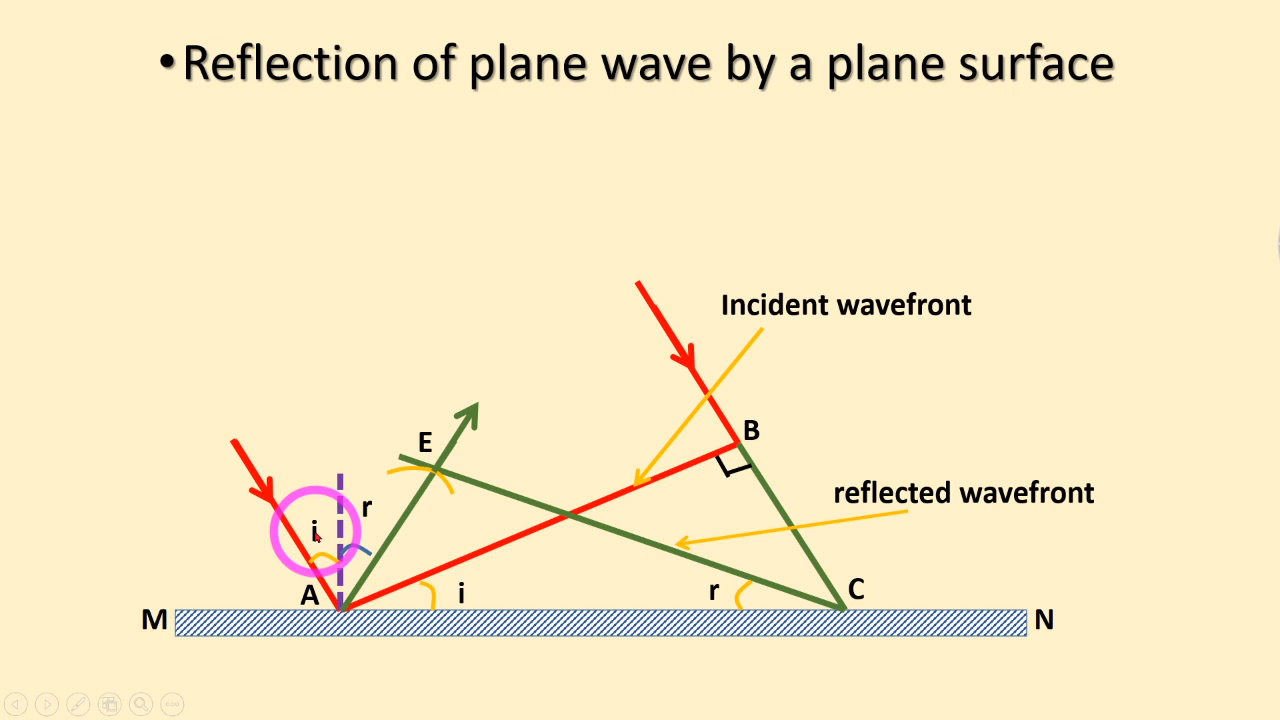 •Reflection of plane wave by a plane surface
Incident wavefront
B
E
reflected wavefront
r
i
A
i
r
C
M
N